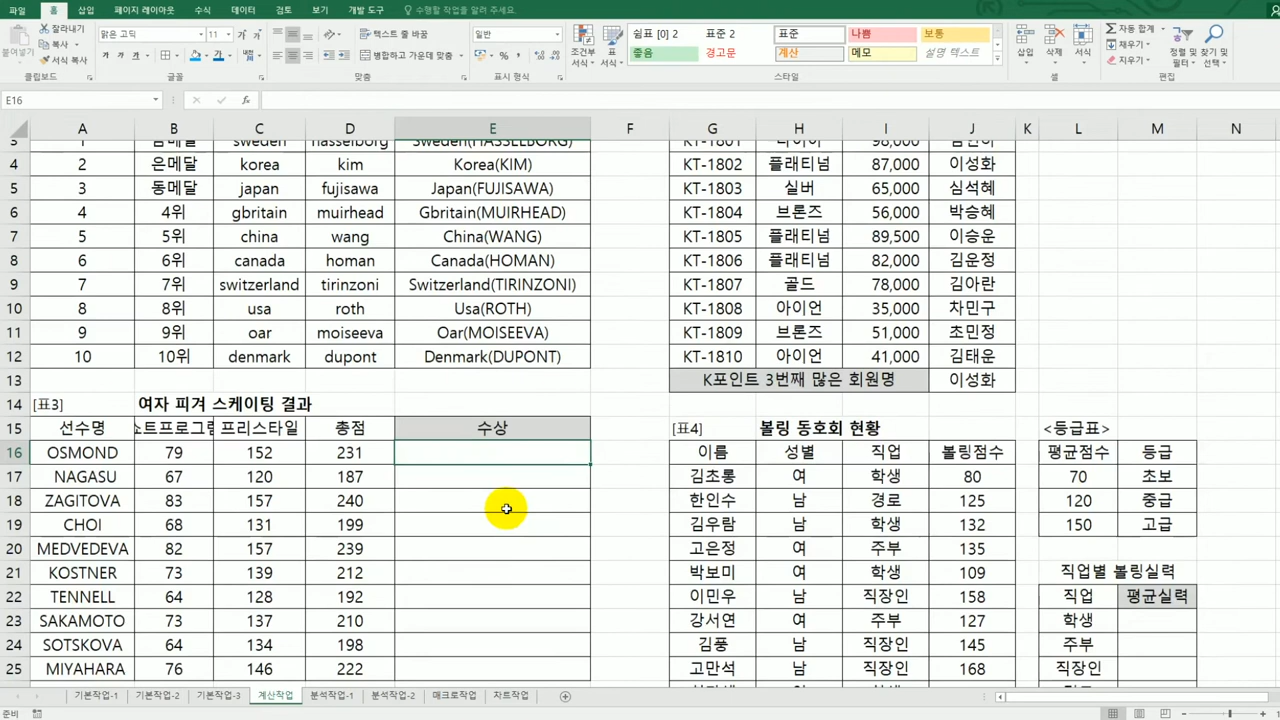 파일 홈 삽입 페이지 레이아웃 수식 데이터 검토 보기 개발 도구 수행할 작업을 알려 주세요.
잘라내기 맑은 고딕 11 텍스트 줄 바꿈 일반 쉼표 [0] 2 표준 2 표준 나쁨 보통 자동 합계
붙여넣기 복사 서식 복사 병합하고 가운데 맞춤 조건부 서식 표 서식 좋음 경고문 계산 메모 설명 텍스트 삽입 삭제 서식 채우기 지우기 정렬 및 필터 찾기 및 선택
클립보드 글꼴 맞춤 표시 형식 스타일 셀 편집
E16 fx
A B C D E F G H I J K L M N
3 1 sweden hasselborg Sweden(HASSELBORG) KT-1801 98,000
4 2 은메달 korea kim Korea(KIM) KT-1802 플래티넘 87,000 이성화
5 3 동메달 japan fujisawa Japan(FUJISAWA) KT-1803 실버 65,000 심석혜
6 4 4위 gbritain muirhead Gbritain(MUIRHEAD) KT-1804 브론즈 56,000 박승혜
7 5 5위 china wang China(WANG) KT-1805 플래티넘 89,500 이승운
8 6 6위 canada homan Canada(HOMAN) KT-1806 플래티넘 82,000 김운정
9 7 7위 switzerland tirinzoni Switzerland(TIRINZONI) KT-1807 골드 78,000 김아란
10 8 8위 usa roth Usa(ROTH) KT-1808 아이언 35,000 차민구
11 9 9위 oar moiseeva Oar(MOISEEVA) KT-1809 브론즈 51,000 초민정
12 10 10위 denmark dupont Denmark(DUPONT) KT-1810 아이언 41,000 김태운
13 K포인트 3번째 많은 회원명 이성화
14 [표3] 여자 피겨 스케이팅 결과
15 선수명 쇼트프로그램 프리스타일 총점 수상 [표4] 볼링 동호회 현황 <등급표>
16 OSMOND 79 152 231 이름 성별 직업 볼링점수 평균점수 등급
17 NAGASU 67 120 187 김초롱 여 학생 80 70 초보
18 ZAGITOVA 83 157 240 한인수 남 경로 125 120 중급
19 CHOI 68 131 199 김우람 남 학생 132 150 고급
20 MEDVEDEVA 82 157 239 고은정 여 주부 135
21 KOSTNER 73 139 212 박보미 여 학생 109 직업별 볼링실력
22 TENNELL 64 128 192 이민우 남 직장인 158 직업 평균실력
23 SAKAMOTO 73 137 210 강서연 여 주부 127 학생
24 SOTSKOVA 64 134 198 김풍 남 직장인 145 주부
25 MIYAHARA 76 146 222 고만석 남 직장인 168 직장인
기본작업-1 기본작업-2 기본작업-3 계산작업 분석작업-1 분석작업-2 매크로작업 차트작업
준비